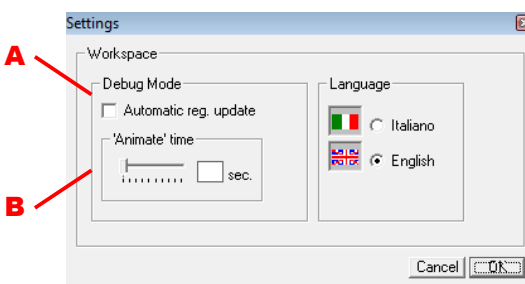 Settings
A
Workspace
Debug Mode
Automatic reg. update
'Animate' time
sec.
B
Language
Italiano
English
Cancel
OK